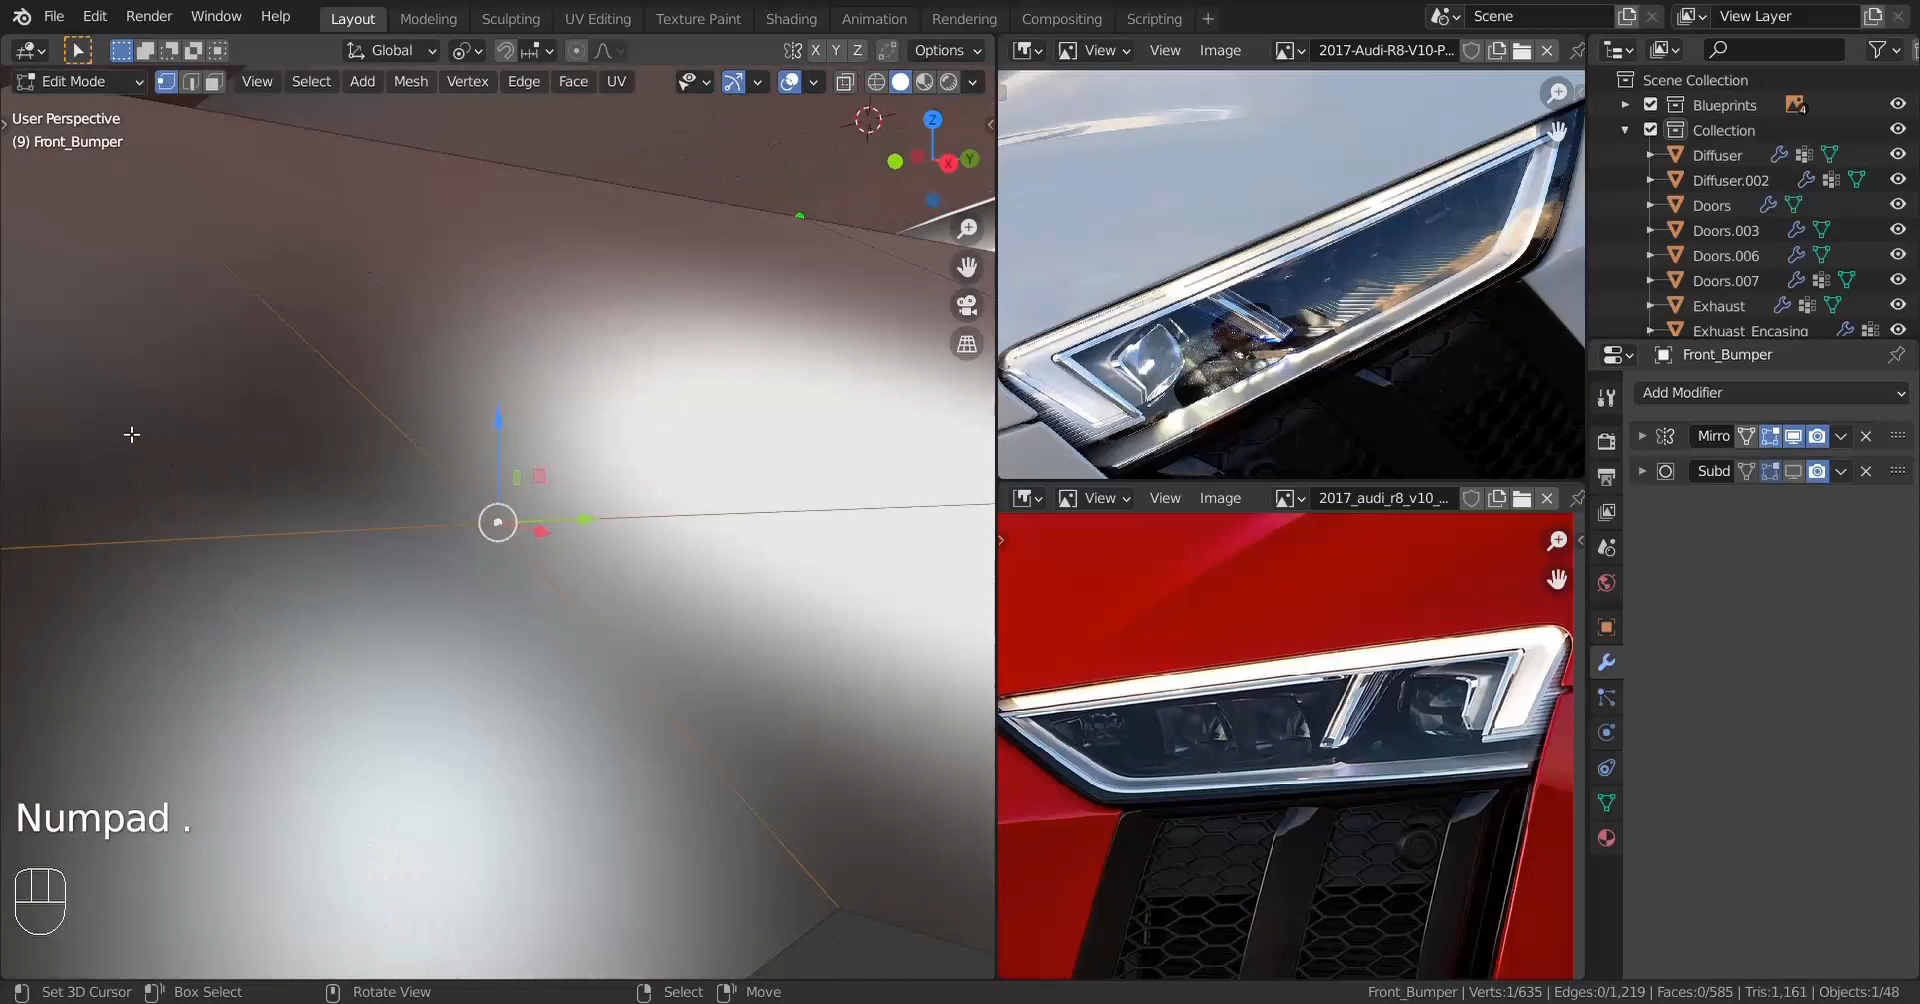 File Edit Render Window Help Layout Modeling Sculpting UV Editing Texture Paint Shading Animation Rendering Compositing Scripting + Scene View Layer
Global Options View View Image 2017-Audi-R8-V10-P...
Edit Mode View Select Add Mesh Vertex Edge Face UV
X Y Z
User Perspective
(9) Front_Bumper
Z
Y
X
Numpad .
View View Image 2017_audi_r8_v10_...
Scene Collection
Blueprints 4
Collection
Diffuser
Diffuser.002
Doors
Doors.003
Doors.006
Doors.007
Exhaust
Exhuast Encasing
Front_Bumper
Add Modifier
Mirro
Subd
Set 3D Cursor Box Select Rotate View Select Move Front_Bumper | Verts:1/635 | Edges:0/1,219 | Faces:0/585 | Tris:1,161 | Objects:1/48